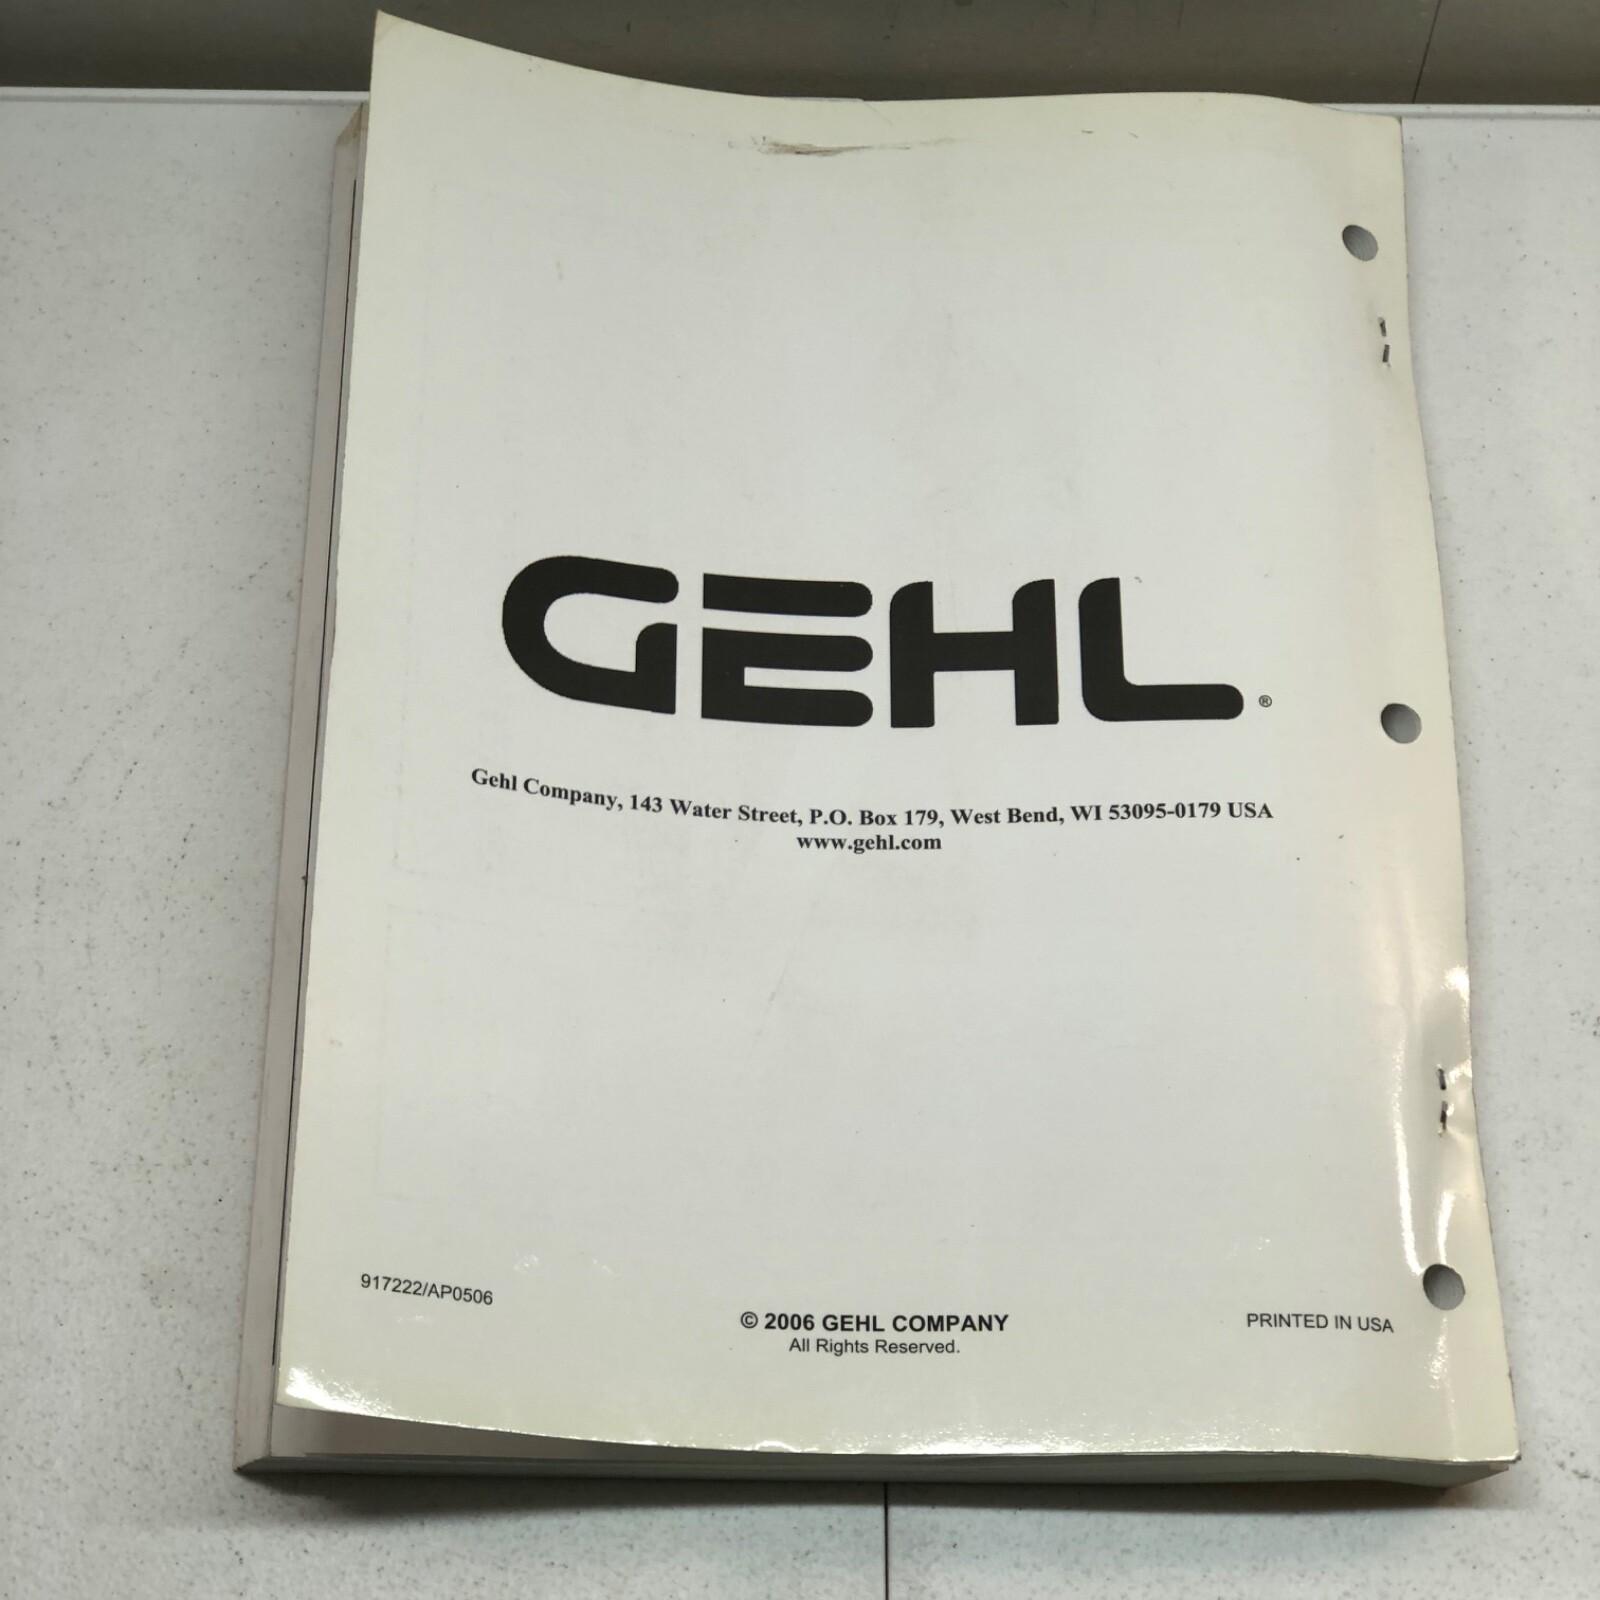 GEHL®
Gehl Company, 143 Water Street, P.O. Box 179, West Bend, WI 53095-0179 USA
www.gehl.com
917222/AP0506
© 2006 GEHL COMPANY
All Rights Reserved.
PRINTED IN USA